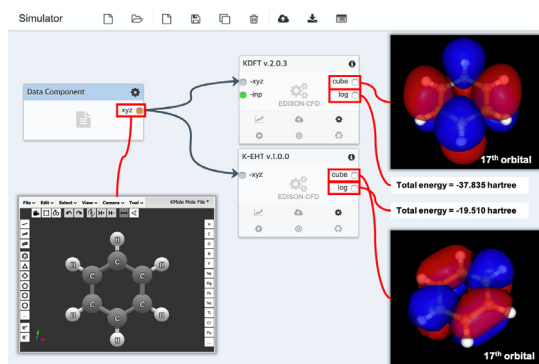 Simulator
KDFT v.2.0.3
-xyz
cube
-inp
log
EDISON-CFD
Data Component
xyz
17th orbital
K-EHT v.1.0.0
-xyz
cube
log
EDISON-CFD
Total energy = -37.835 hartree
Total energy = -19.510 hartree
File Edit Select View Camera Tool
KMole Mole File *
H
H H
C
C C
C C
C
H H
H
17th orbital